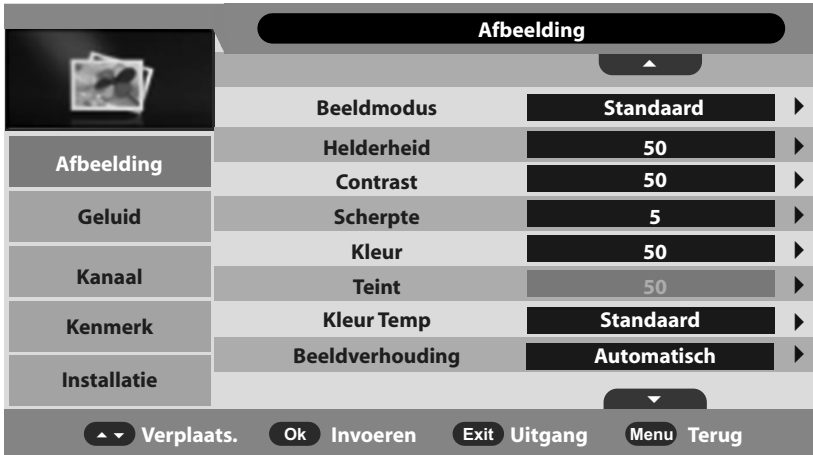 Afbeelding
Afbeelding
Geluid
Kanaal
Kenmerk
Installatie
Beeldmodus Standaard
Helderheid 50
Contrast 50
Scherpte 5
Kleur 50
Teint 50
Kleur Temp Standaard
Beeldverhouding Automatisch
Verplaats. Ok Invoeren Exit Uitgang Menu Terug